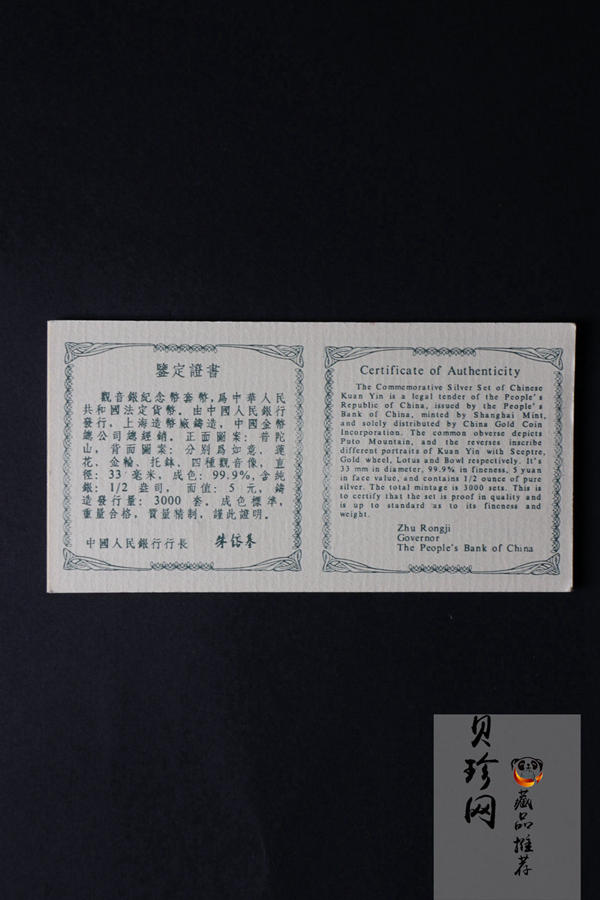 鑒定證書
觀音銀紀念幣套幣，爲中華人民
共和國法定貨幣。由中國人民銀行
發行，上海造幣廠鑄造，中國金幣
總公司總經銷。正面圖案：普陀
山，背面圖案：分別爲如意、蓮
花、金輪、托鉢，四種觀音像，直
徑：33毫米，成色：99.9%，含純
銀：1/2 盎司，面值：5 元，鑄
造發行量：3000 套。成色標準，
重量合格，質量精制，謹此證明。
中國人民銀行行長 朱鎔基
Certificate of Authenticity
The Commemorative Silver Set of Chinese
Kuan Yin is a legal tender of the People's
Republic of China, issued by the People's
Bank of China, minted by Shanghai Mint,
and solely distributed by China Gold Coin
Incorporation. The common obverse depicts
Puto Mountain, and the reverses inscribe
different portraits of Kuan Yin with Sceptre,
Gold wheel, Lotus and Bowl respectively. It's
33 mm in diameter, 99.9% in fineness, 5 yuan
in face value, and contains 1/2 ounce of pure
silver. The total mintage is 3000 sets. This is
to certify that the set is proof in quality and
is up to standard as to its fineness and
weight.
Zhu Rongji
Governor
The People's Bank of China
贝珍网
藏品推荐